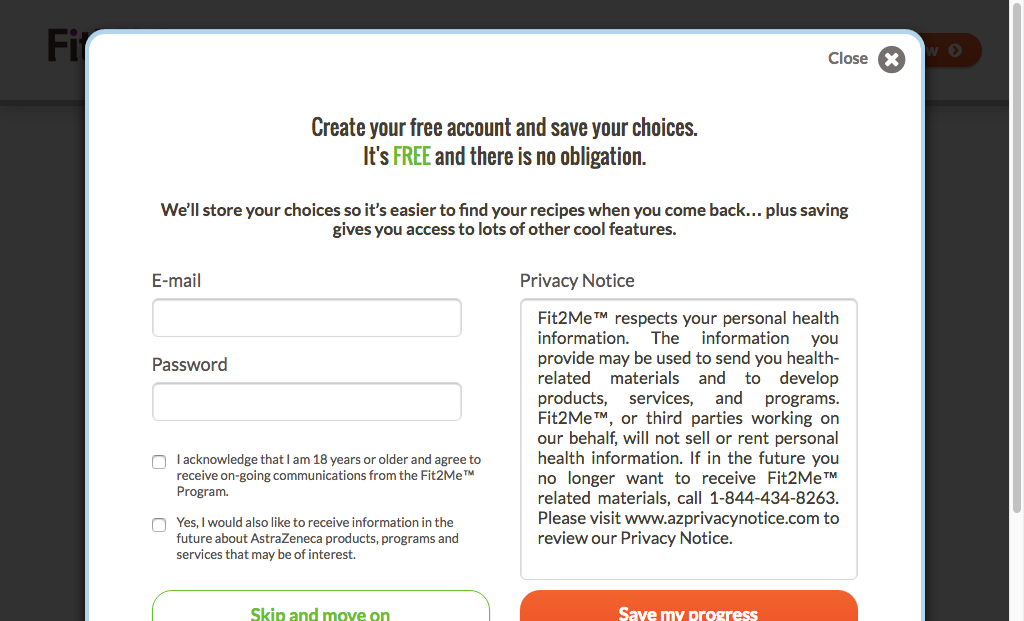 Fit
w
Close
Create your free account and save your choices.
It's FREE and there is no obligation.
We'll store your choices so it's easier to find your recipes when you come back... plus saving
gives you access to lots of other cool features.
E-mail
Password
I acknowledge that I am 18 years or older and agree to
receive on-going communications from the Fit2Me™
Program.
Yes, I would also like to receive information in the
future about AstraZeneca products, programs and
services that may be of interest.
Skip and move on
Privacy Notice
Fit2Me™ respects your personal health
information. The information you
provide may be used to send you health-
related materials and to develop
products, services, and programs.
Fit2Me™, or third parties working on
our behalf, will not sell or rent personal
health information. If in the future you
no longer want to receive Fit2Me™
related materials, call 1-844-434-8263.
Please visit www.azprivacynotice.com to
review our Privacy Notice.
Save my progress